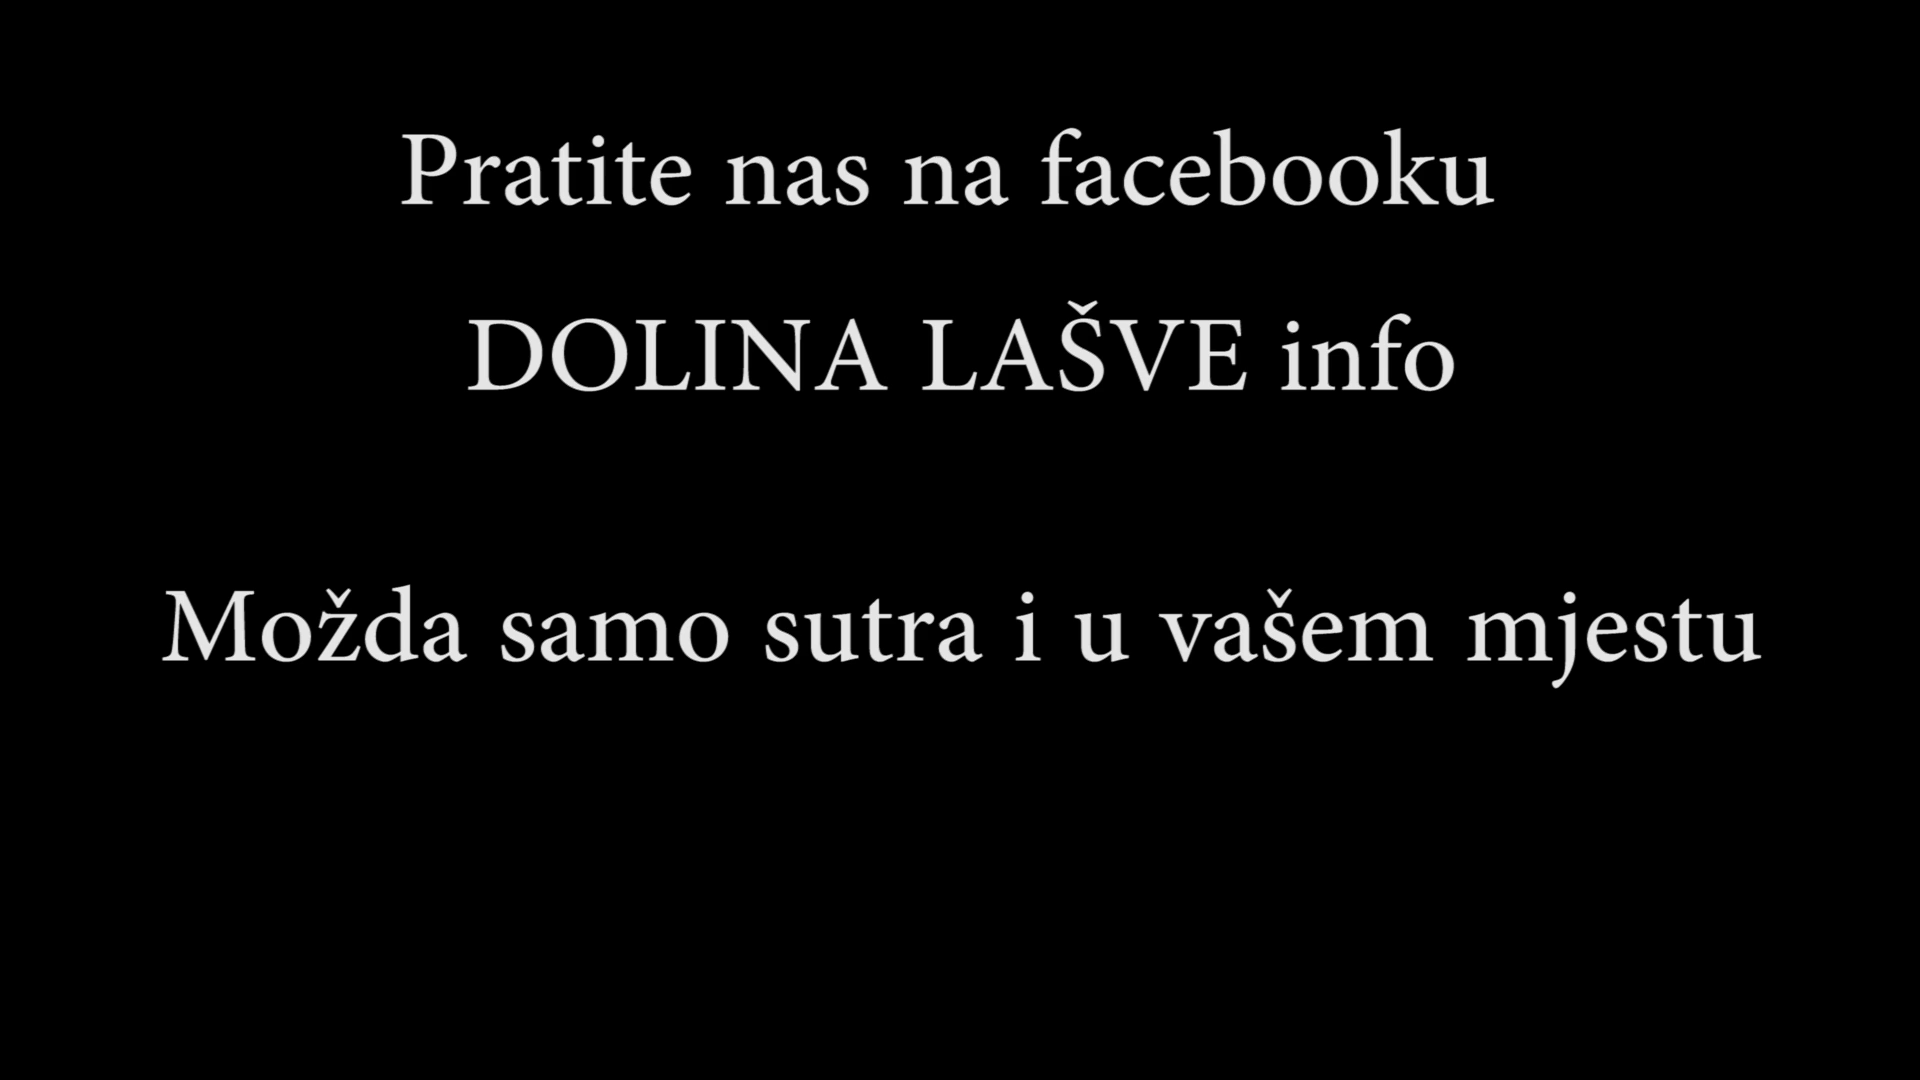 Pratite nas na facebooku
DOLINA LAŠVE info
Možda samo sutra i u vašem mjestu